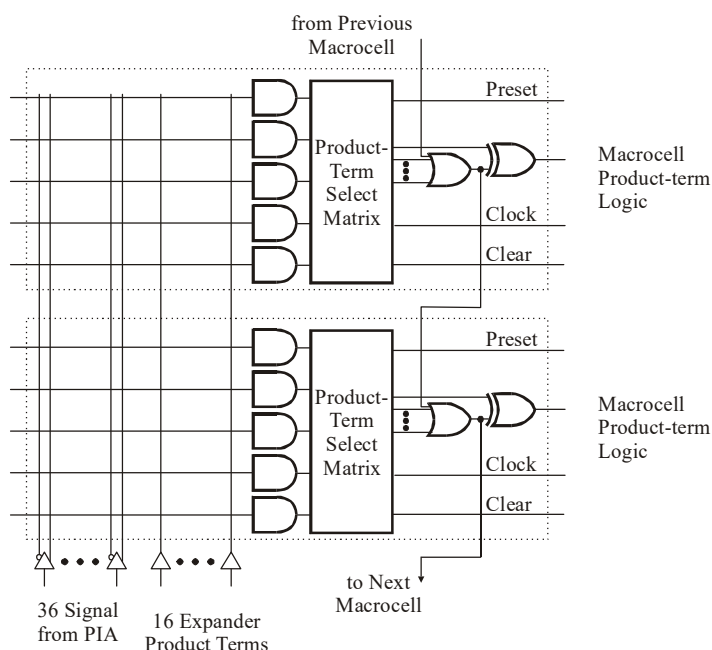 from Previous
Macrocell
Preset
Product-
Term
Select
Matrix
Macrocell
Product-term
Logic
Clock
Clear
Preset
Product-
Term
Select
Matrix
Macrocell
Product-term
Logic
Clock
Clear
to Next
Macrocell
36 Signal
from PIA
16 Expander
Product Terms